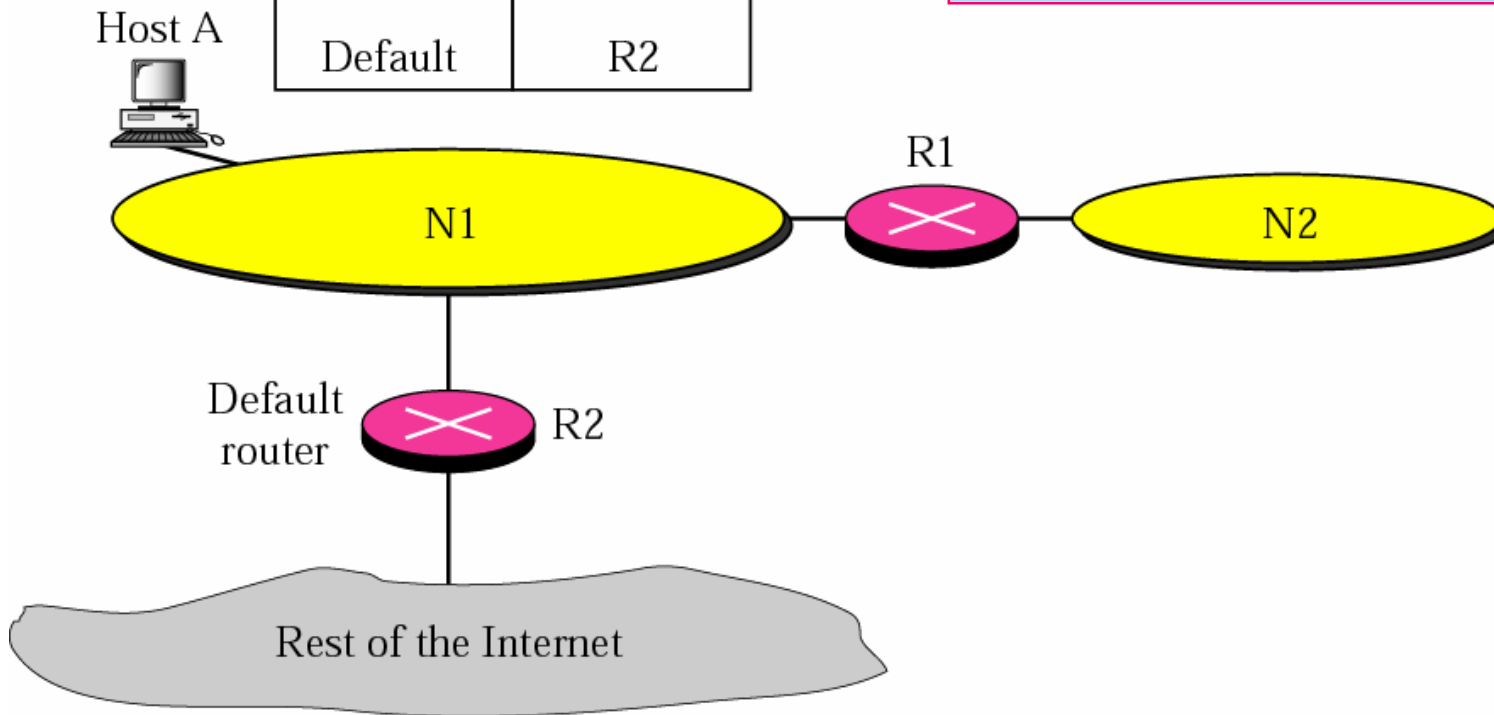 Host A
Default R2
R1
N1
N2
Default
router
R2
Rest of the Internet